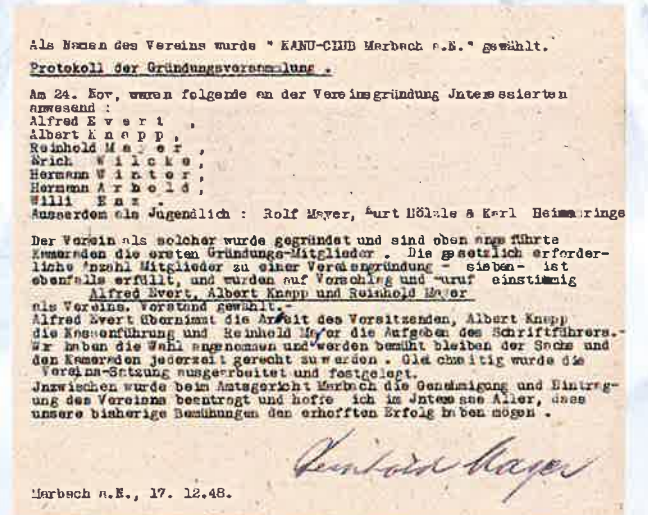 Als Namen des Vereins wurde " KANU-CLUB Marbach a.N." gewählt.
Protokoll der Gründungsversammlung .
Am 24. Nov, waren folgende an der Vereinsgründung Jnteressierten
anwesend :
Alfred E v e r t ,
Albert K n a p p ,
Reinhold M a y e r ,
Erich W i l c k e ,
Hermann W i n t e r ,
Hermann A r b o l d ,
Willi E n z .
Ausserdem als Jugendlich : Rolf Mayer, Kurt Hölzle & Karl
Der Verein als solcher wurde gegründet und sind oben angeführte
Kameraden die ersten Gründungs-Mitglieder . Die gesetzlich erforder-
liche Anzahl Mitglieder zu einer Vereinsgründung - sieben- ist
ebenfalls erfüllt, und wurden auf Vorschlag und Zuruf einstimmig
Alfred Evert, Albert Knapp und Reinhold Mayer
als Vereins. Vorstand gewählt.-
Alfred Evert übernimmt die Arbeit des Vorsitzenden, Albert Knapp
die Kassenführung und Reinhold Mayer die Aufgaben des Schriftführers.-
Wir haben die Wahl angenommen und werden bemüht bleiben der Sache und
den Kameraden jederzeit gerecht zu werden . Gleichzeitig wurde die
Vereins-Satzung ausgearbeitet und festgelegt.
Jnzwischen wurde beim Amtsgericht Marbach die Genehmigung und Eintrag-
ung des Vereins beantragt und hoffe ich im Jnteresse Aller, dass
unsere bisherige Bemühungen den erhofften Erfolg haben mögen .
Reinhold Mayer
Marbach a.N., 17. 12.48.